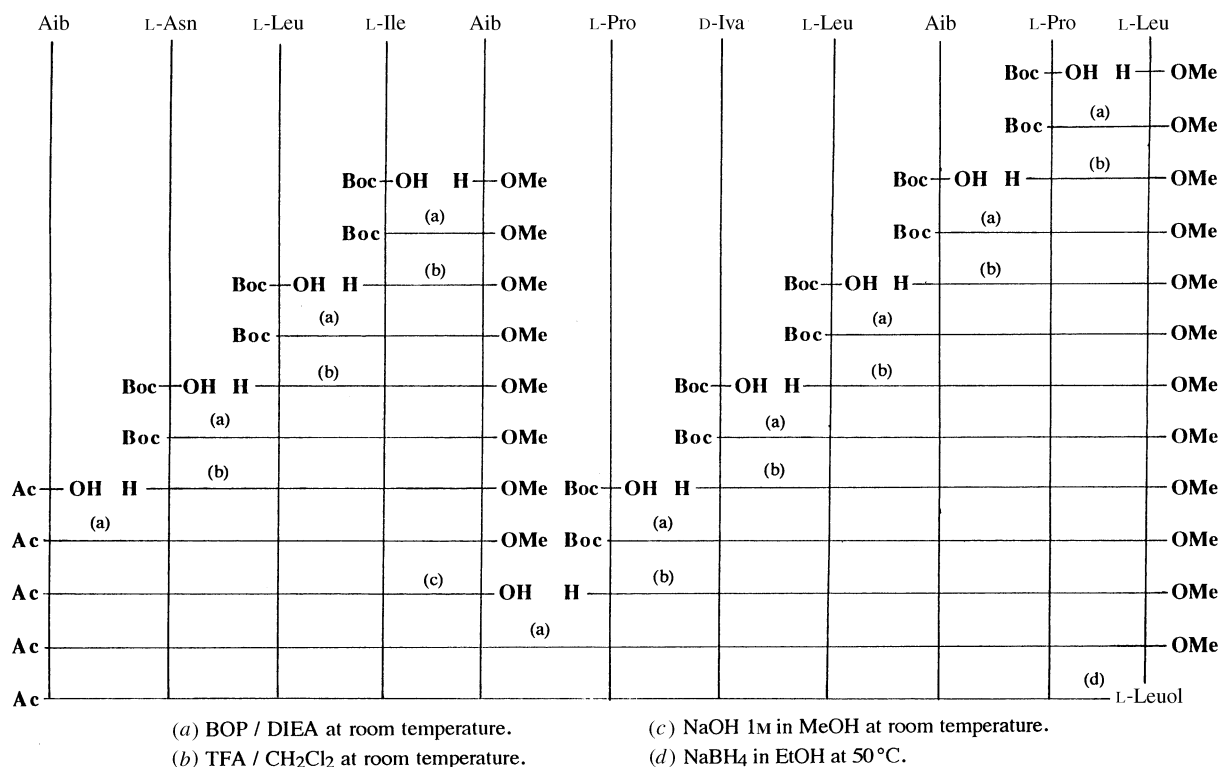 Aib L-Asn L-Leu L-Ile Aib L-Pro D-Iva L-Leu Aib L-Pro L-Leu
Boc OH H OMe
(a)
Boc OMe
(b)
Boc OH H OMe Boc OH H OMe
(a) (a)
Boc OMe Boc OMe
(b) (b)
Boc OH H OMe Boc OH H OMe
(a) (a)
Boc OMe Boc OMe
(b) (b)
Boc OH H OMe Boc OH H OMe
(a) (a)
Boc OMe Boc OMe
(b) (b)
Ac OH H OMe Boc OH H OMe
(a) (a)
Ac OMe Boc OMe
(c) (b)
Ac OH H OMe
(a)
Ac OMe
(d)
Ac L-Leuol
(a) BOP / DIEA at room temperature. (c) NaOH 1M in MeOH at room temperature.
(b) TFA / CH2Cl2 at room temperature. (d) NaBH4 in EtOH at 50 °C.